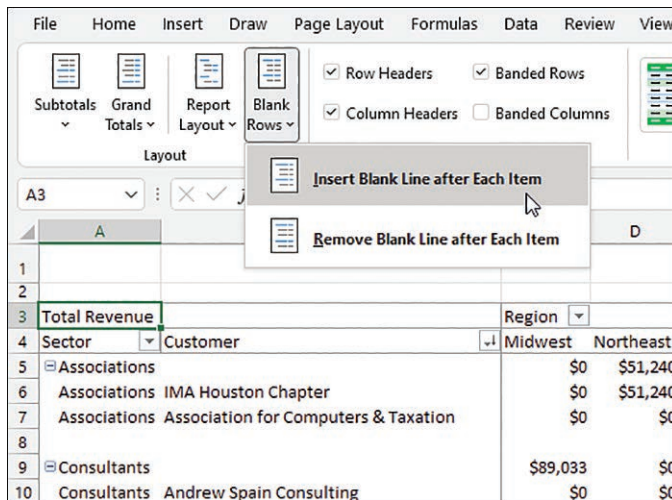 File Home Insert Draw Page Layout Formulas Data Review View
Subtotals Grand Totals Report Layout Blank Rows
Row Headers Banded Rows
Column Headers Banded Columns
Layout
Insert Blank Line after Each Item
Remove Blank Line after Each Item
A3
A D
1
2
3 Total Revenue Region
4 Sector Customer Midwest Northeast
5 Associations $0 $51,240
6 Associations IMA Houston Chapter $0 $51,240
7 Associations Association for Computers & Taxation $0 $0
8
9 Consultants $89,033 $0
10 Consultants Andrew Spain Consulting $0 $0